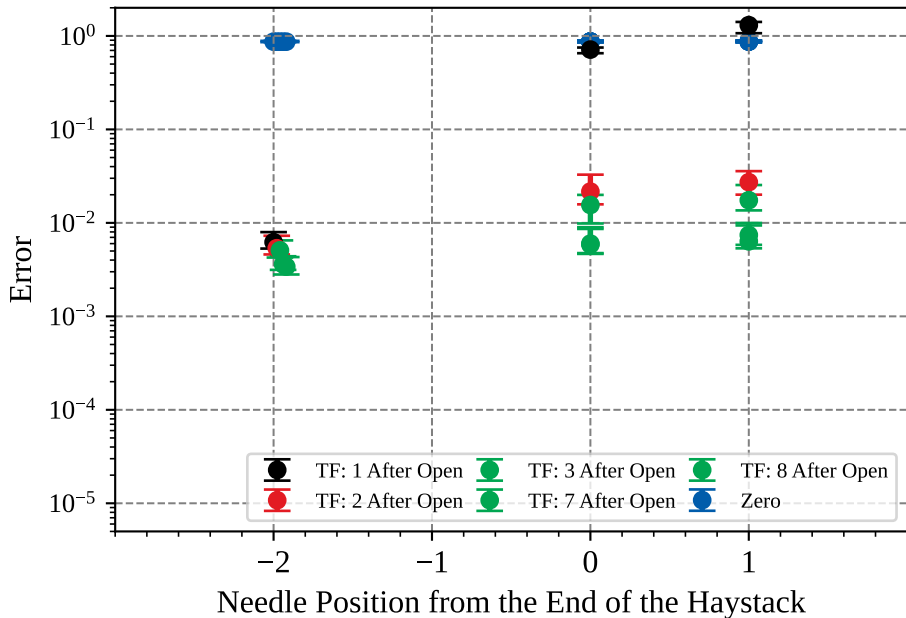 10⁰
10⁻¹
10⁻²
10⁻³
10⁻⁴
10⁻⁵
Error
TF: 1 After Open TF: 3 After Open TF: 8 After Open
TF: 2 After Open TF: 7 After Open Zero
−2 −1 0 1
Needle Position from the End of the Haystack